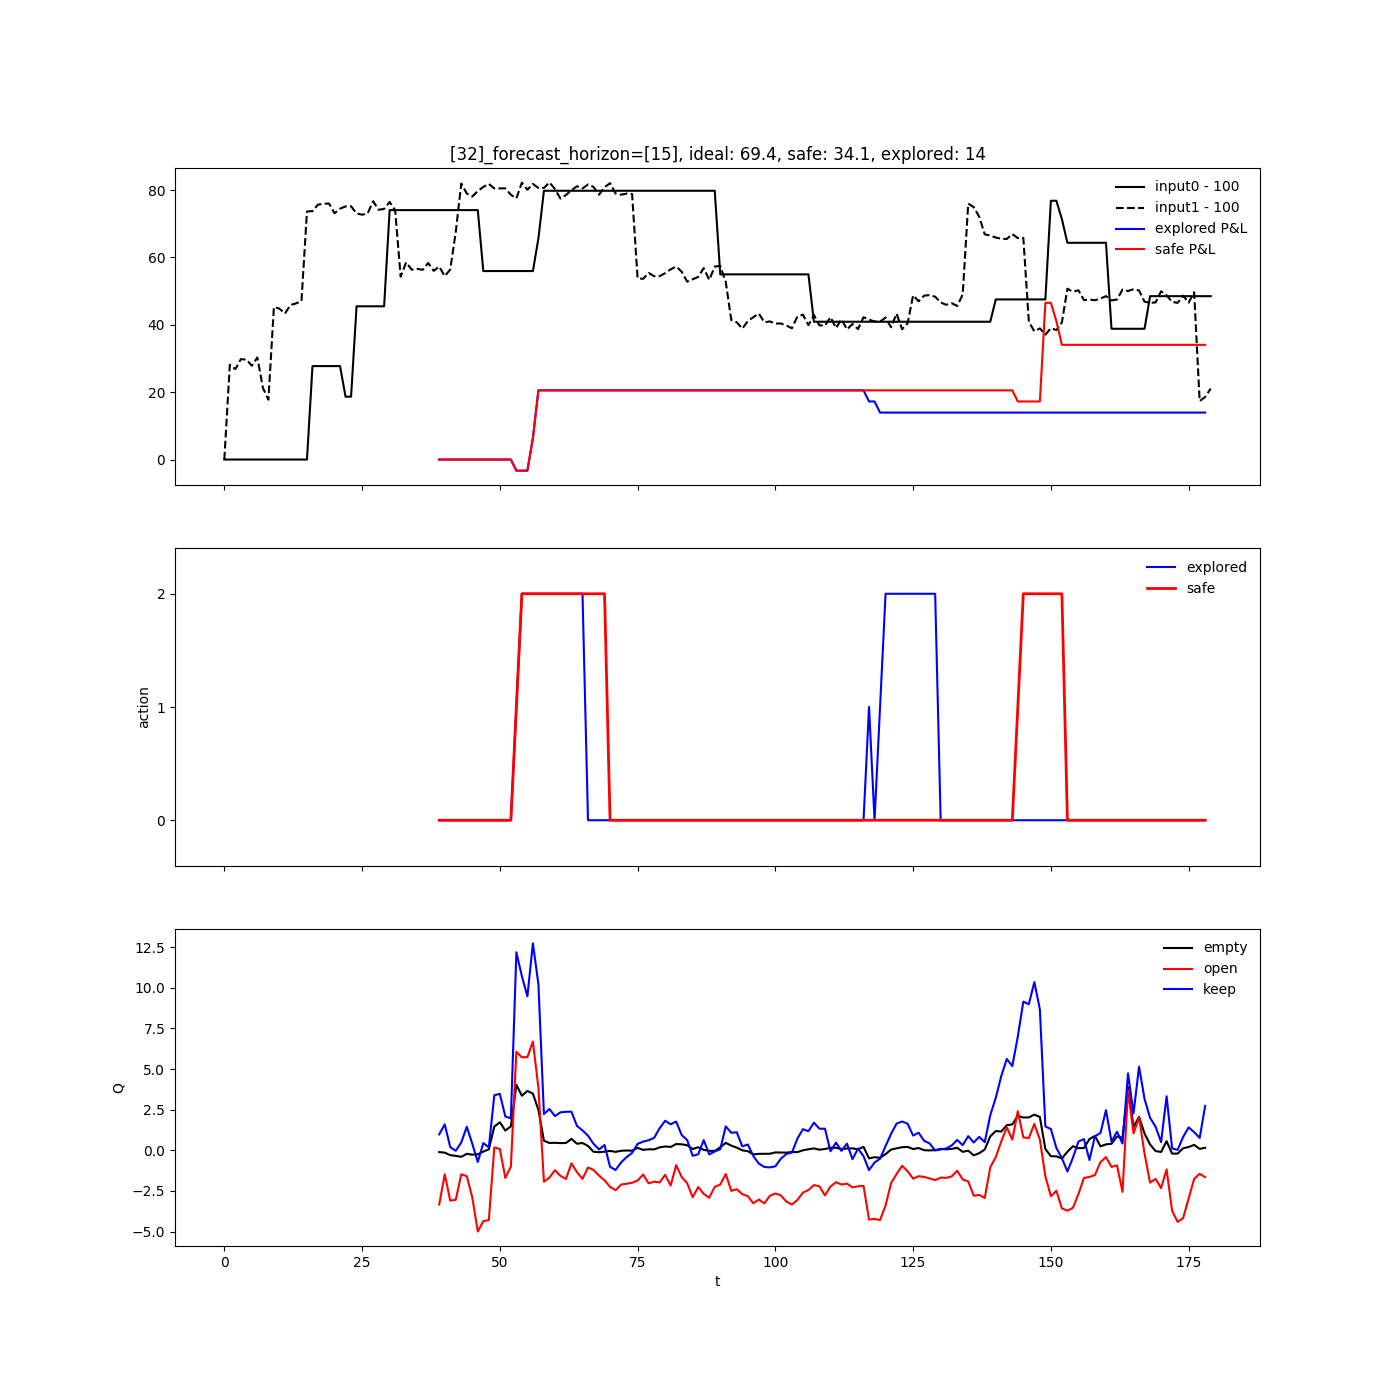 [32]_forecast_horizon=[15], ideal: 69.4, safe: 34.1, explored: 14
80
60
40
20
0
input0 - 100
input1 - 100
explored P&L
safe P&L
2
1
0
action
explored
safe
12.5
10.0
7.5
5.0
2.5
0.0
−2.5
−5.0
Q
empty
open
keep
0 25 50 75 100 125 150 175
t